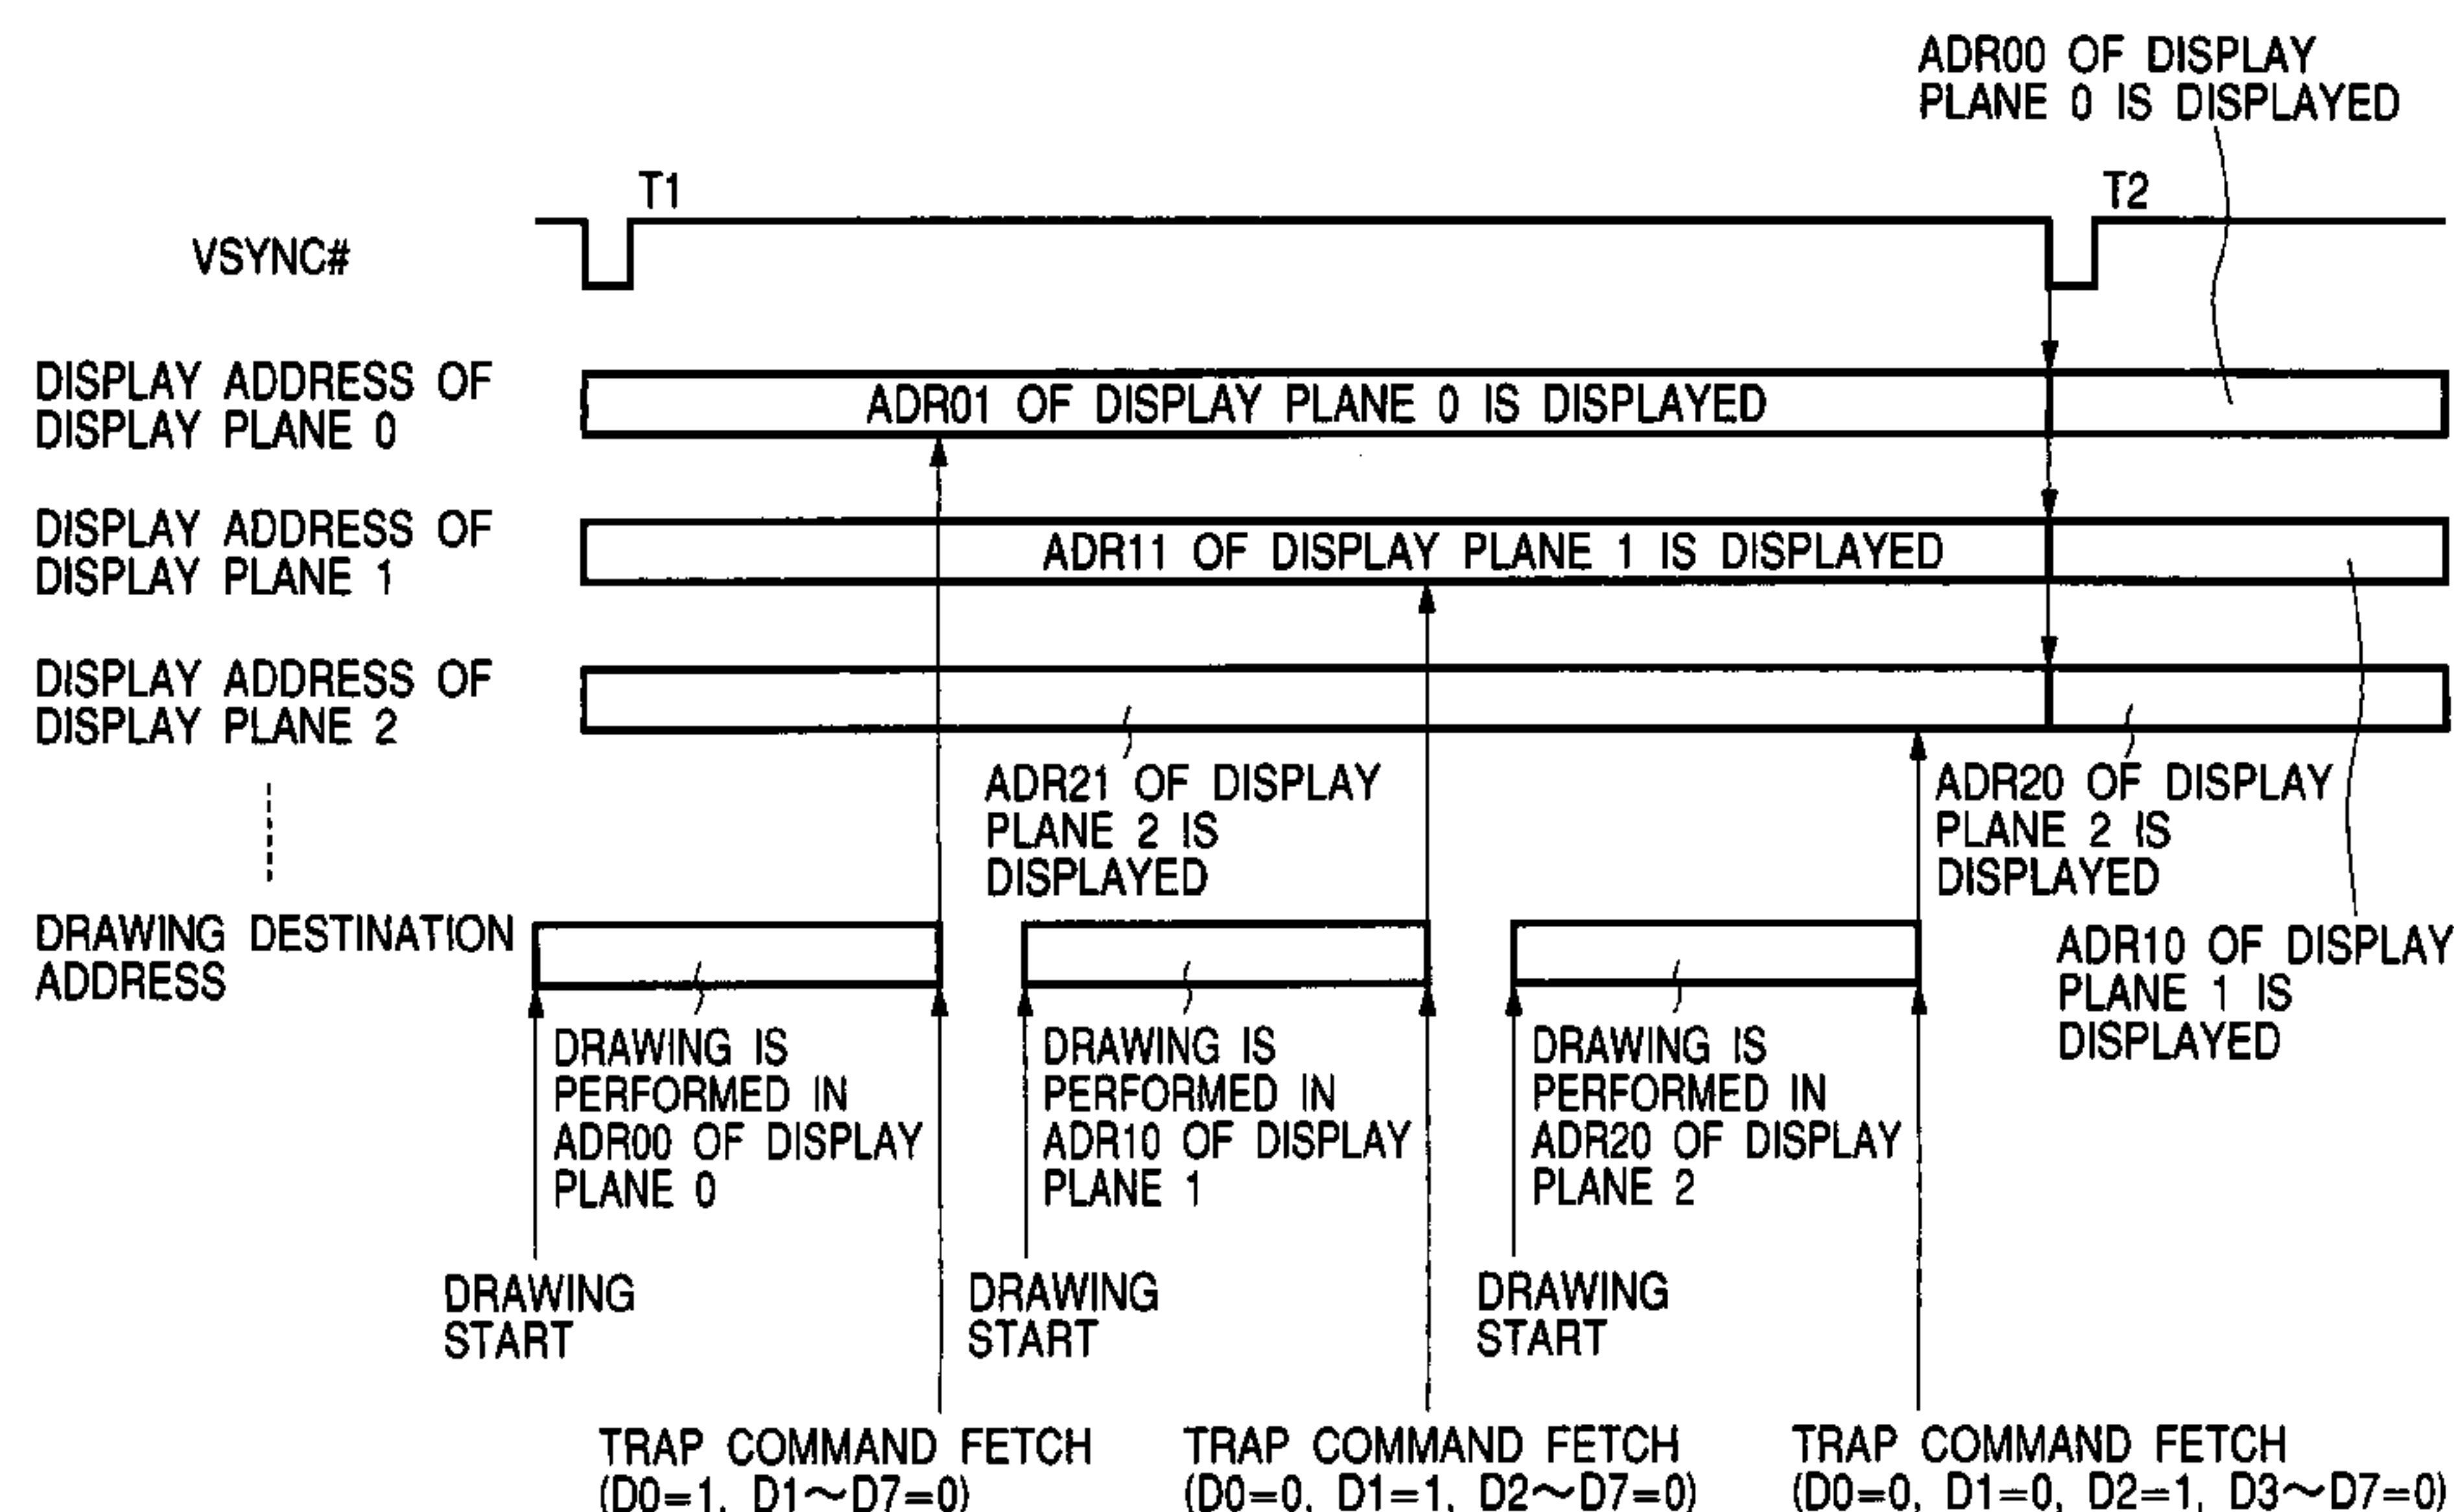 ADR00 OF DISPLAY
PLANE 0 IS DISPLAYED
T1
T2
VSYNC#
DISPLAY ADDRESS OF
DISPLAY PLANE 0
ADR01 OF DISPLAY PLANE 0 IS DISPLAYED
DISPLAY ADDRESS OF
DISPLAY PLANE 1
ADR11 OF DISPLAY PLANE 1 IS DISPLAYED
DISPLAY ADDRESS OF
DISPLAY PLANE 2
ADR21 OF DISPLAY
PLANE 2 IS
DISPLAYED
ADR20 OF DISPLAY
PLANE 2 IS
DISPLAYED
ADR10 OF DISPLAY
PLANE 1 IS
DISPLAYED
DRAWING DESTINATION
ADDRESS
DRAWING IS
PERFORMED IN
ADR00 OF DISPLAY
PLANE 0
DRAWING IS
PERFORMED IN
ADR10 OF DISPLAY
PLANE 1
DRAWING IS
PERFORMED IN
ADR20 OF DISPLAY
PLANE 2
DRAWING
START
DRAWING
START
DRAWING
START
TRAP COMMAND FETCH
(D0=1, D1～D7=0)
TRAP COMMAND FETCH
(D0=0, D1=1, D2～D7=0)
TRAP COMMAND FETCH
(D0=0, D1=0, D2=1, D3～D7=0)